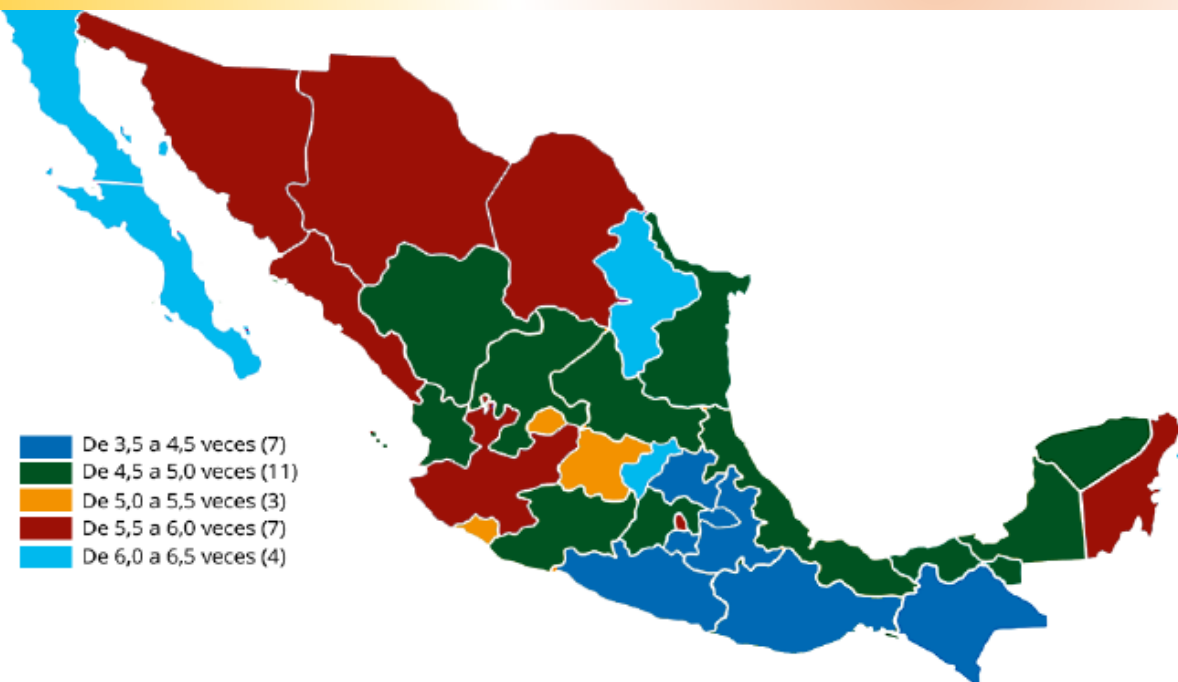 De 3,5 a 4,5 veces (7)
De 4,5 a 5,0 veces (11)
De 5,0 a 5,5 veces (3)
De 5,5 a 6,0 veces (7)
De 6,0 a 6,5 veces (4)